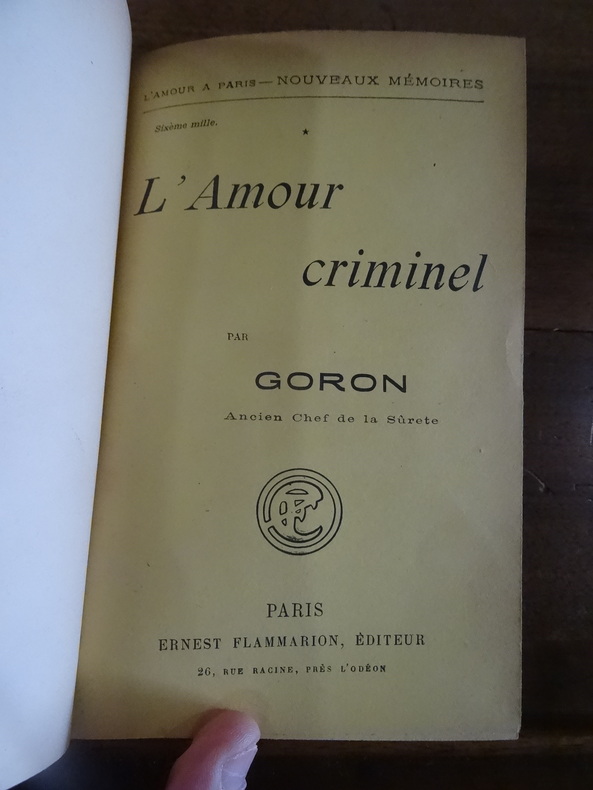 L'AMOUR A PARIS — NOUVEAUX MÉMOIRES
Sixème mille.
*
L'Amour
criminel
PAR
GORON
Ancien Chef de la Sûrete
PARIS
ERNEST FLAMMARION, ÉDITEUR
26, RUE RACINE, PRÈS L'ODÉON